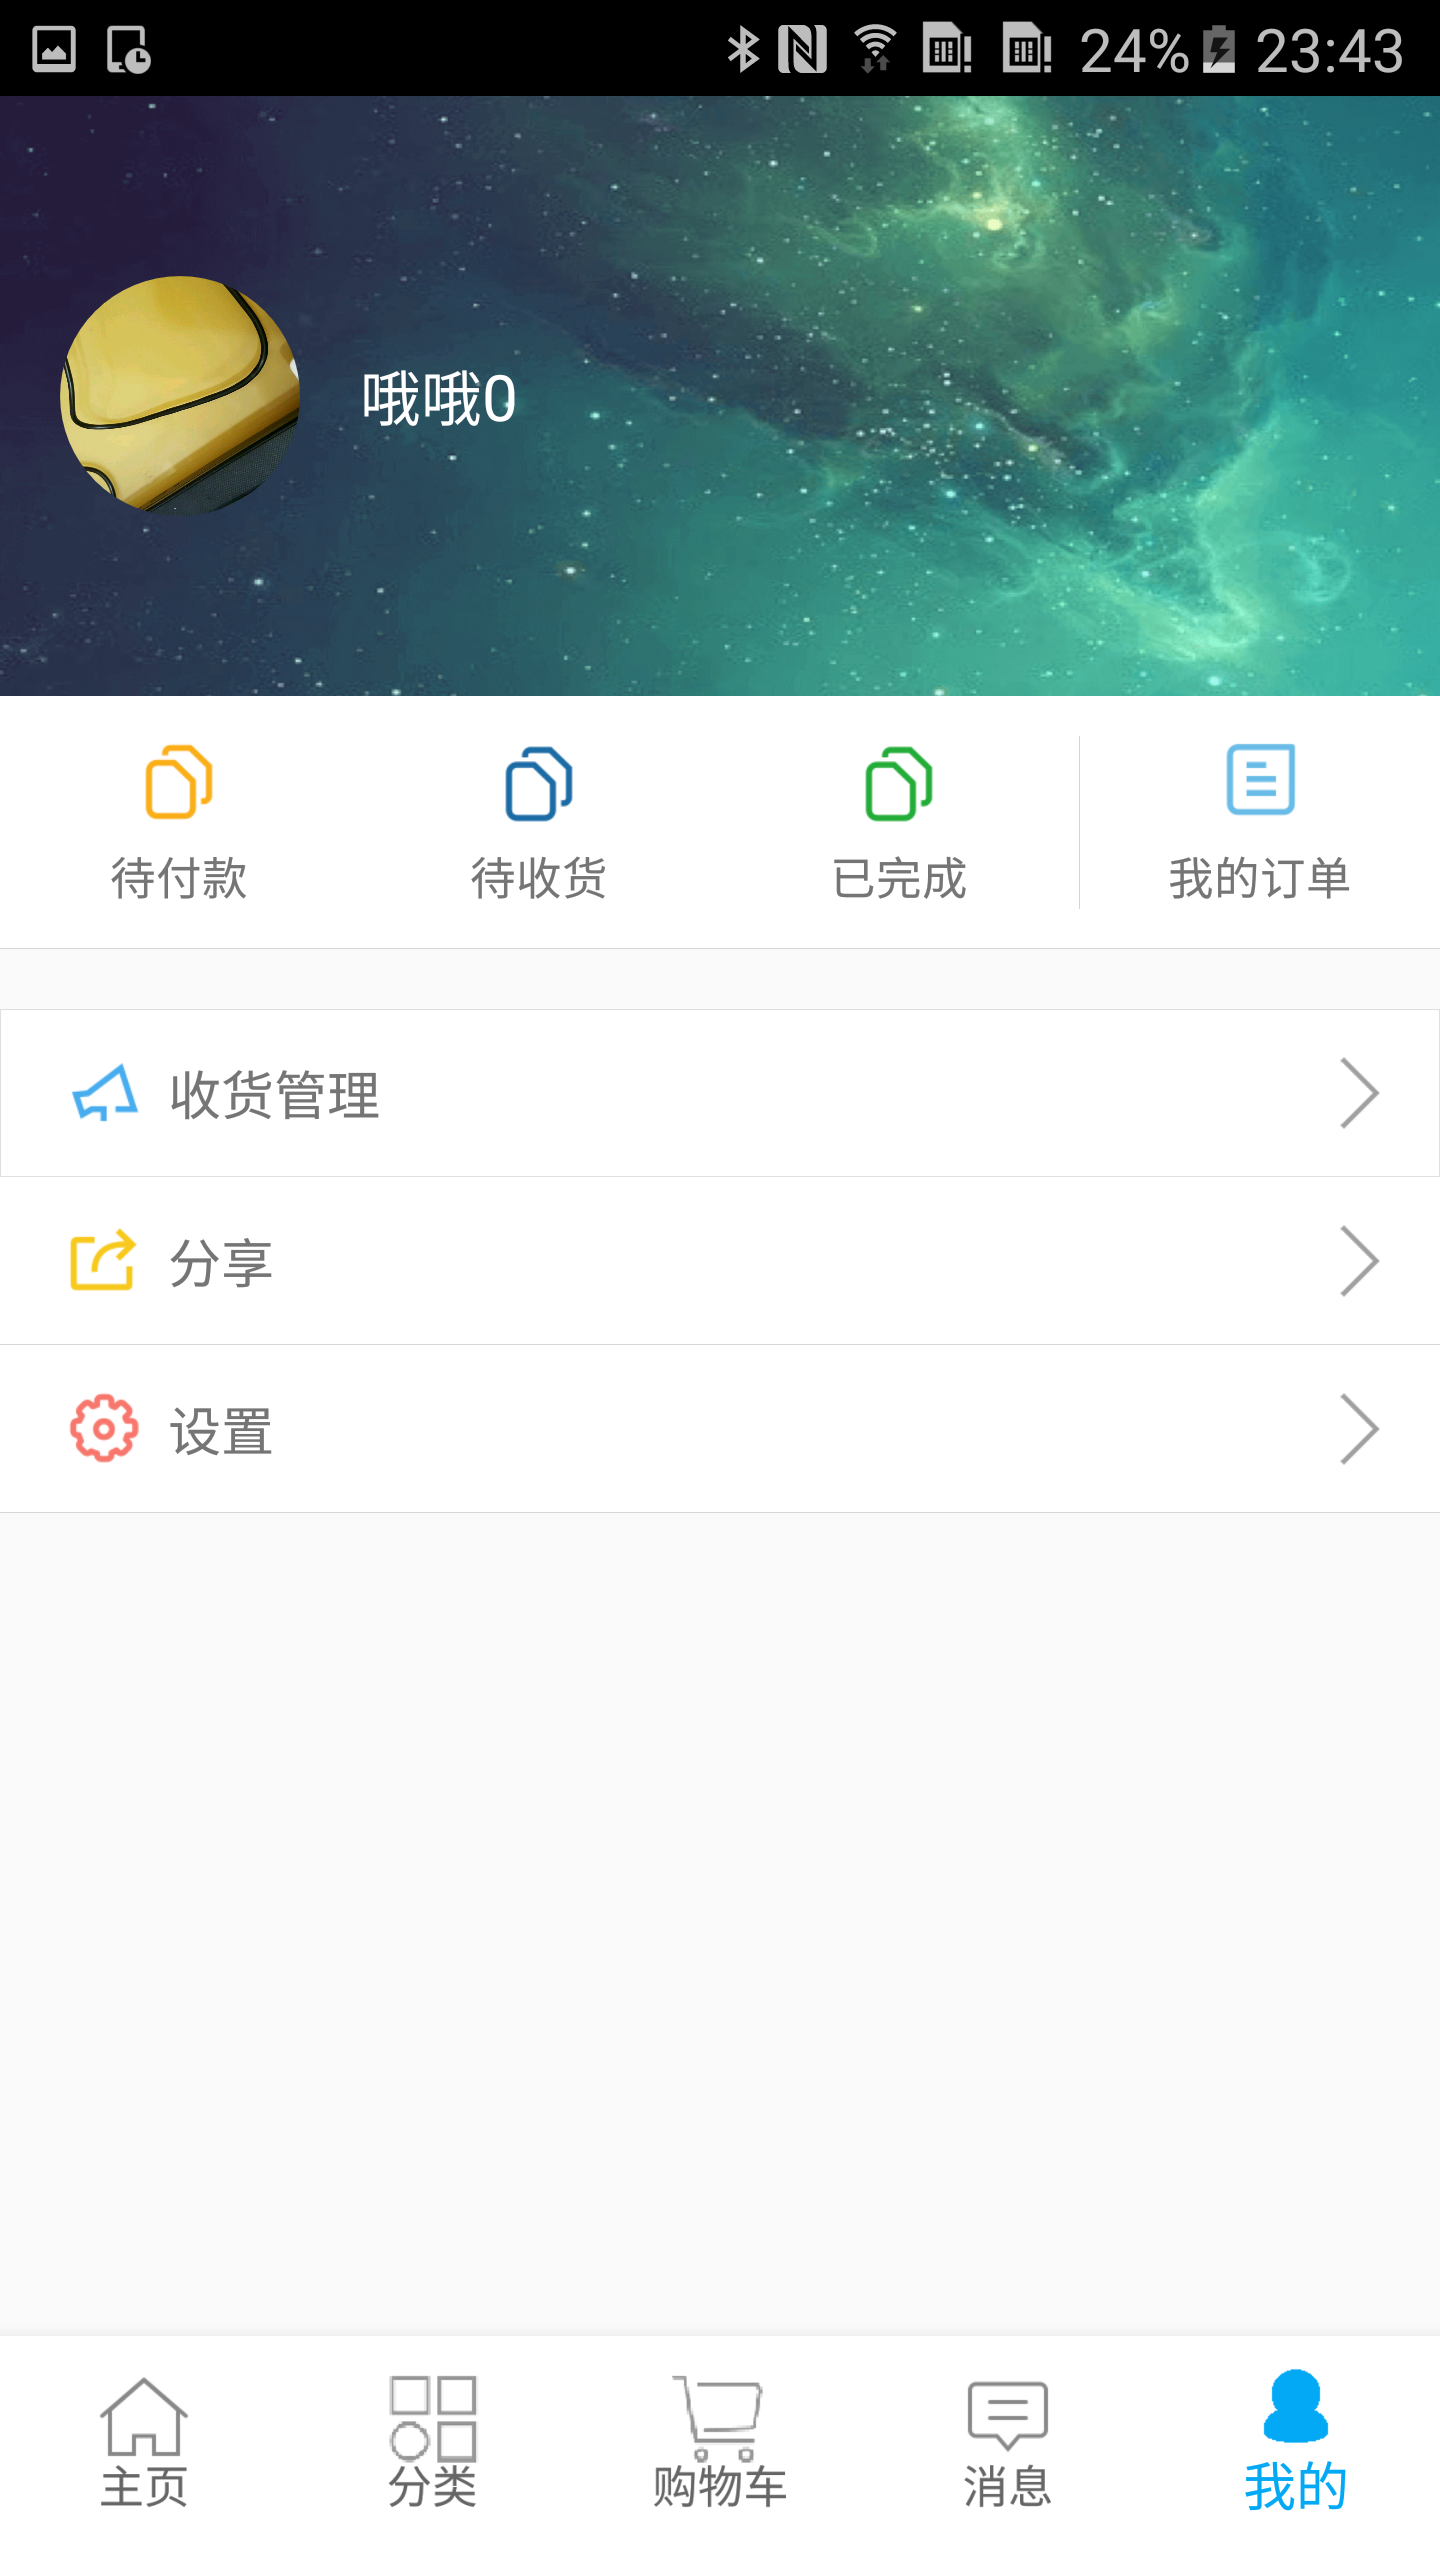 24% 23:43
哦哦0
待付款 待收货 已完成 我的订单
收货管理
分享
设置
主页 分类 购物车 消息 我的